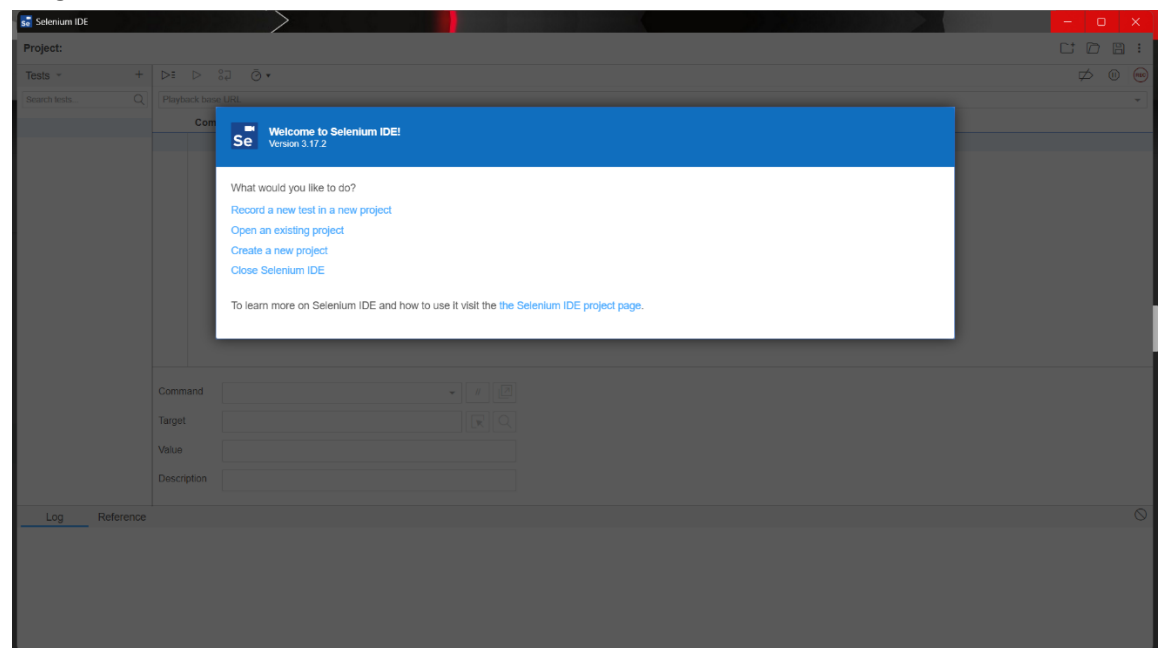 Se Selenium IDE
Project:
Tests
Search tests...
Playback base URL
Com
Se
Welcome to Selenium IDE!
Version 3.17.2
What would you like to do?
Record a new test in a new project
Open an existing project
Create a new project
Close Selenium IDE
To learn more on Selenium IDE and how to use it visit the the Selenium IDE project page.
Command
//
Target
Value
Description
Log Reference
REC